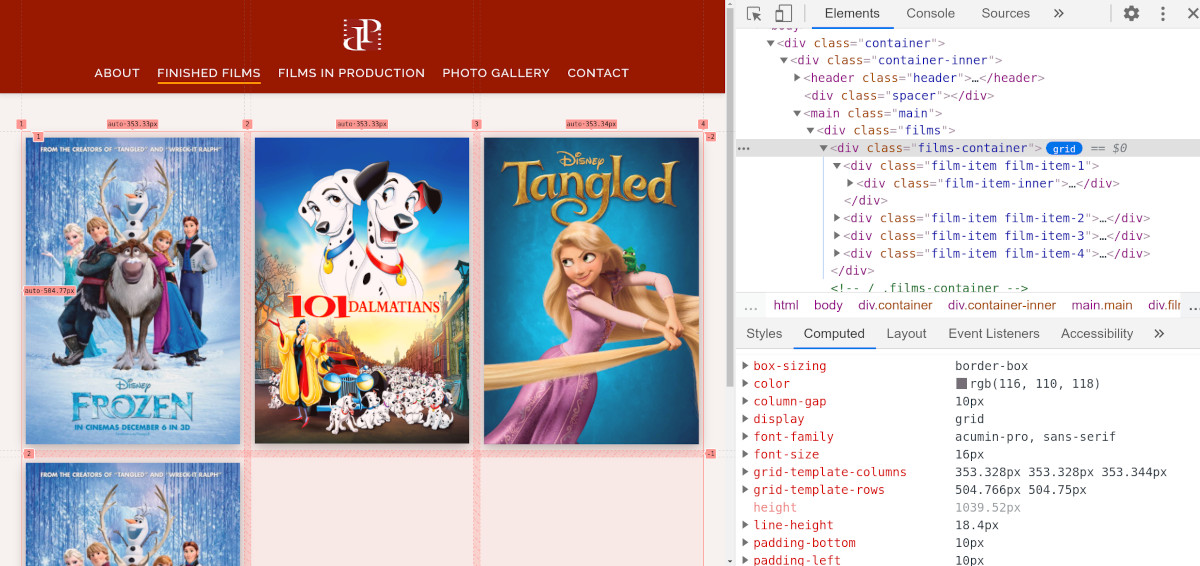 dP
ABOUT FINISHED FILMS FILMS IN PRODUCTION PHOTO GALLERY CONTACT
1 auto·353.33px 2 auto·353.33px 3 auto·353.34px 4
1 -2
FROM THE CREATORS OF "TANGLED" AND "WRECK-IT RALPH"
auto·504.77px
Disney
FROZEN
IN CINEMAS DECEMBER 6 IN 3D
101 DALMATIANS
Disney
Tangled
2 -1
FROM THE CREATORS OF "TANGLED" AND "WRECK-IT RALPH"
Elements Console Sources »
body
<div class="container">
<div class="container-inner">
<header class="header">…</header>
<div class="spacer"></div>
<main class="main">
<div class="films">
… <div class="films-container"> grid == $0
<div class="film-item film-item-1">
<div class="film-item-inner">…</div>
</div>
<div class="film-item film-item-2">…</div>
<div class="film-item film-item-3">…</div>
<div class="film-item film-item-4">…</div>
</div>
<!-- / .films-container -->
… html body div.container div.container-inner main.main div.fil …
Styles Computed Layout Event Listeners Accessibility »
box-sizing border-box
color rgb(116, 110, 118)
column-gap 10px
display grid
font-family acumin-pro, sans-serif
font-size 16px
grid-template-columns 353.328px 353.328px 353.344px
grid-template-rows 504.766px 504.75px
height 1039.52px
line-height 18.4px
padding-bottom 10px
padding-left 10px